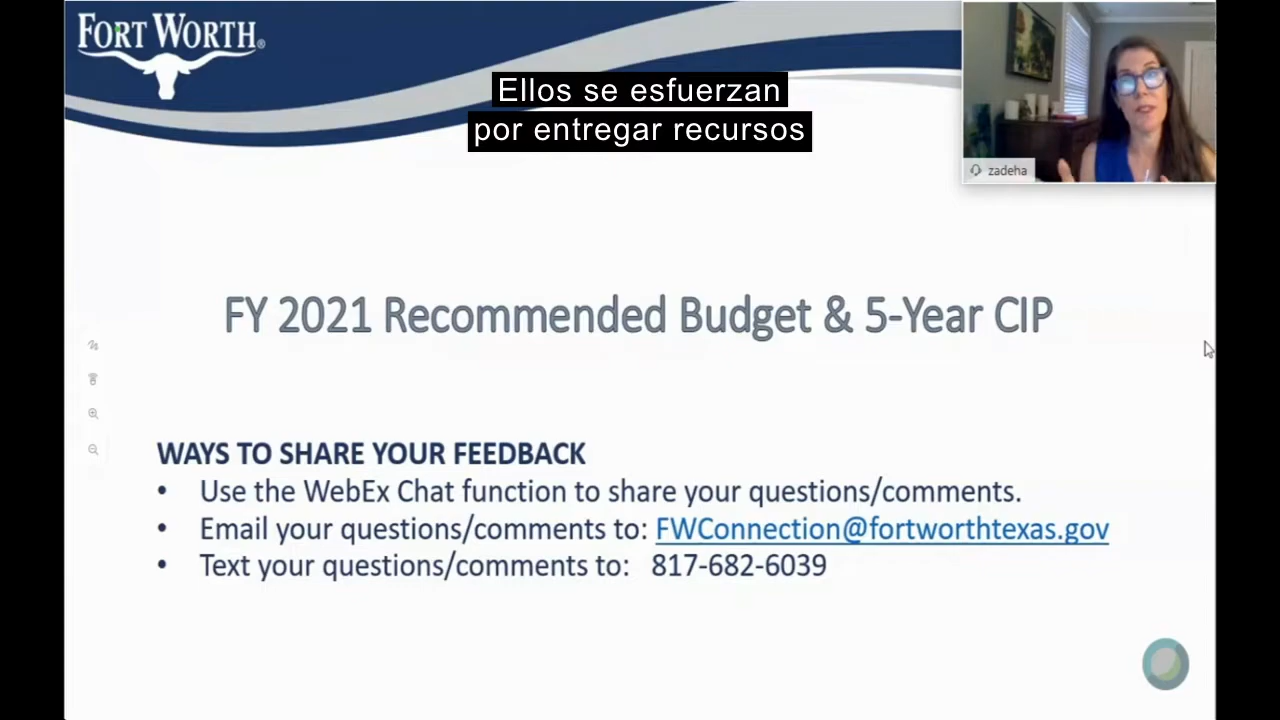 FORT WORTH®
Ellos se esfuerzan
por entregar recursos
zadeha
FY 2021 Recommended Budget & 5-Year CIP
WAYS TO SHARE YOUR FEEDBACK
• Use the WebEx Chat function to share your questions/comments.
• Email your questions/comments to: FWConnection@fortworthtexas.gov
• Text your questions/comments to: 817-682-6039